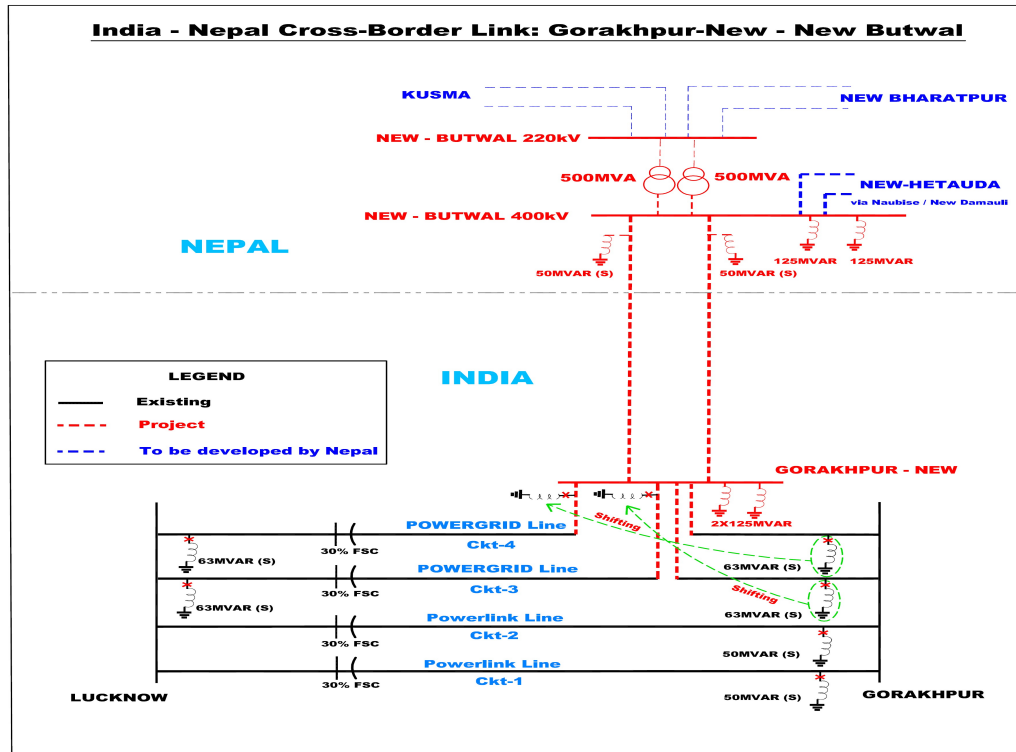 India - Nepal Cross-Border Link: Gorakhpur-New - New Butwal
KUSMA
NEW BHARATPUR
NEW - BUTWAL 220kV
500MVA
500MVA
NEW-HETAUDA
via Naubise / New Damauli
NEW - BUTWAL 400kV
NEPAL
50MVAR (S)
50MVAR (S)
125MVAR
125MVAR
INDIA
LEGEND
Existing
Project
To be developed by Nepal
GORAKHPUR - NEW
2X125MVAR
Shifting
POWERGRID Line
Ckt-4
30% FSC
63MVAR (S)
63MVAR (S)
POWERGRID Line
Ckt-3
30% FSC
Shifting
63MVAR (S)
63MVAR (S)
Powerlink Line
Ckt-2
30% FSC
50MVAR (S)
Powerlink Line
Ckt-1
30% FSC
50MVAR (S)
LUCKNOW
GORAKHPUR